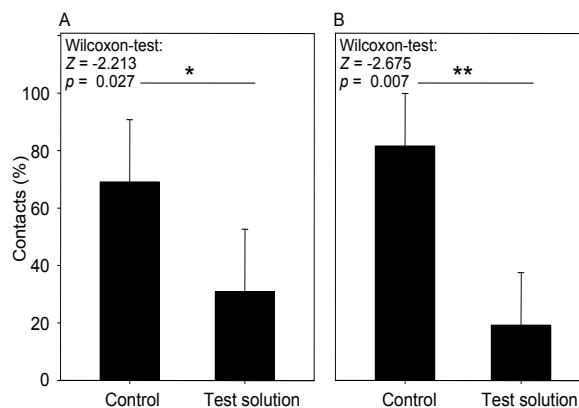 A
B
Wilcoxon-test:
Z = -2.213
p = 0.027
*
Wilcoxon-test:
Z = -2.675
p = 0.007
**
Contacts (%)
100
80
60
40
20
0
Control
Test solution
Control
Test solution